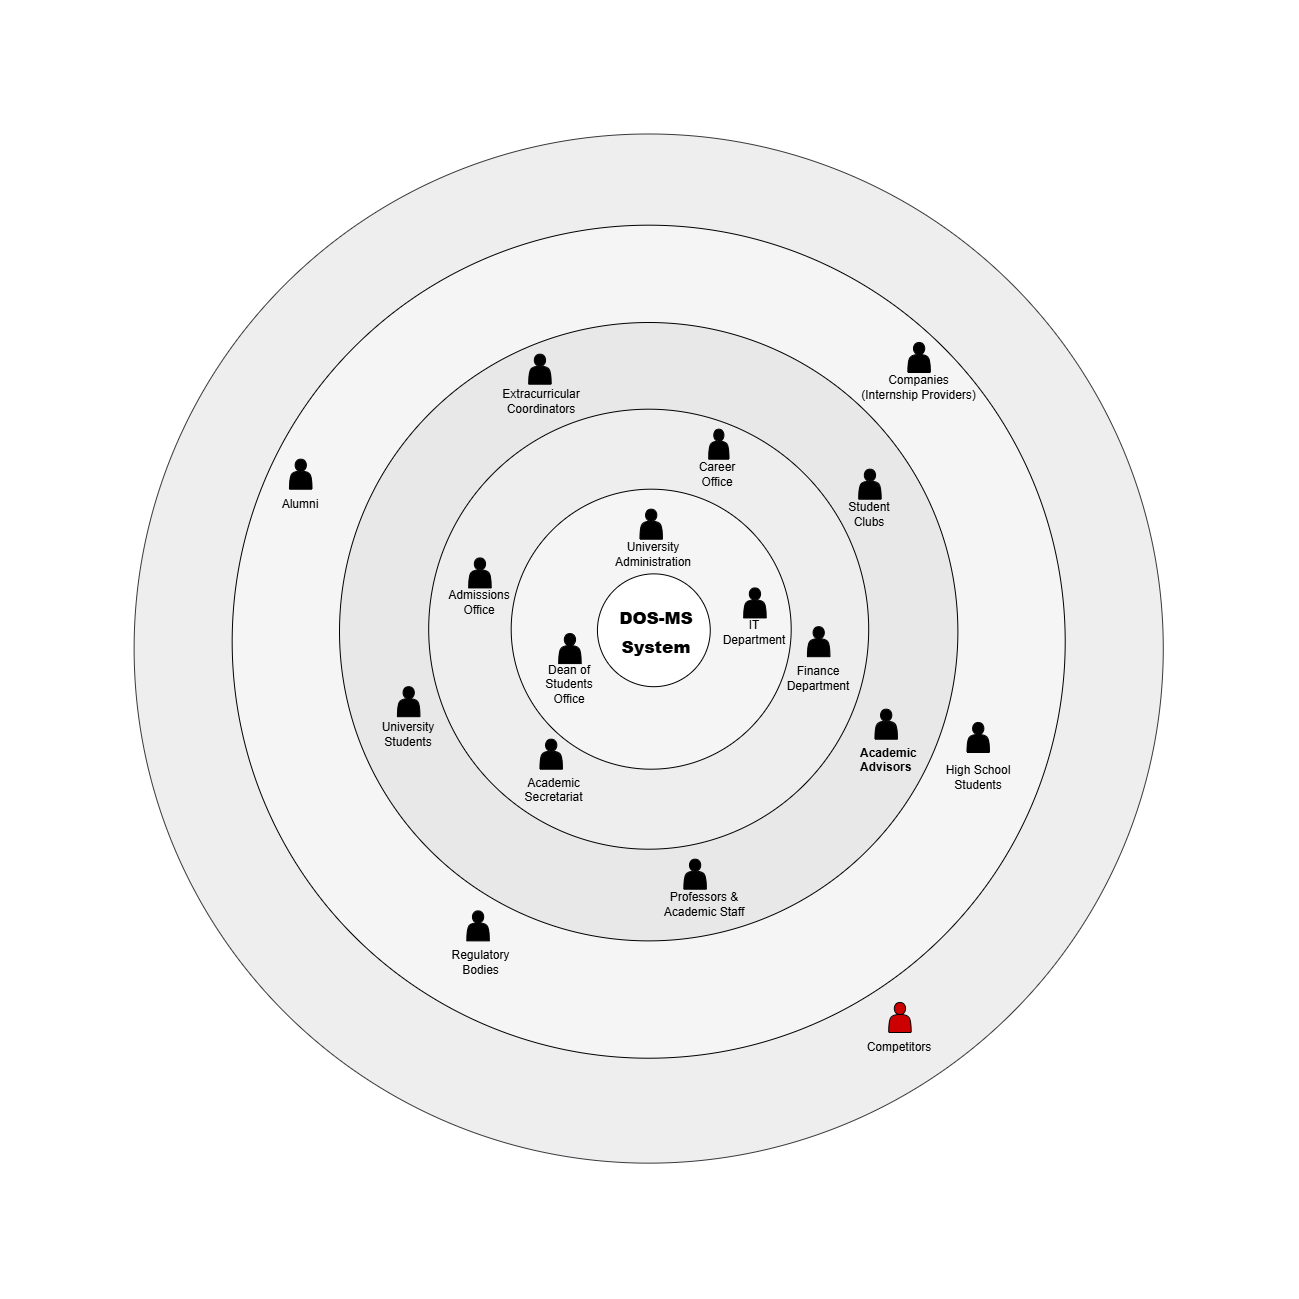 Companies
(Internship Providers)
Extracurricular
Coordinators
Career
Office
Alumni
Student
Clubs
University
Administration
Admissions
Office
DOS-MS
System
IT
Department
Dean of
Students
Office
Finance
Department
University
Students
Academic
Advisors
High School
Students
Academic
Secretariat
Professors &
Academic Staff
Regulatory
Bodies
Competitors